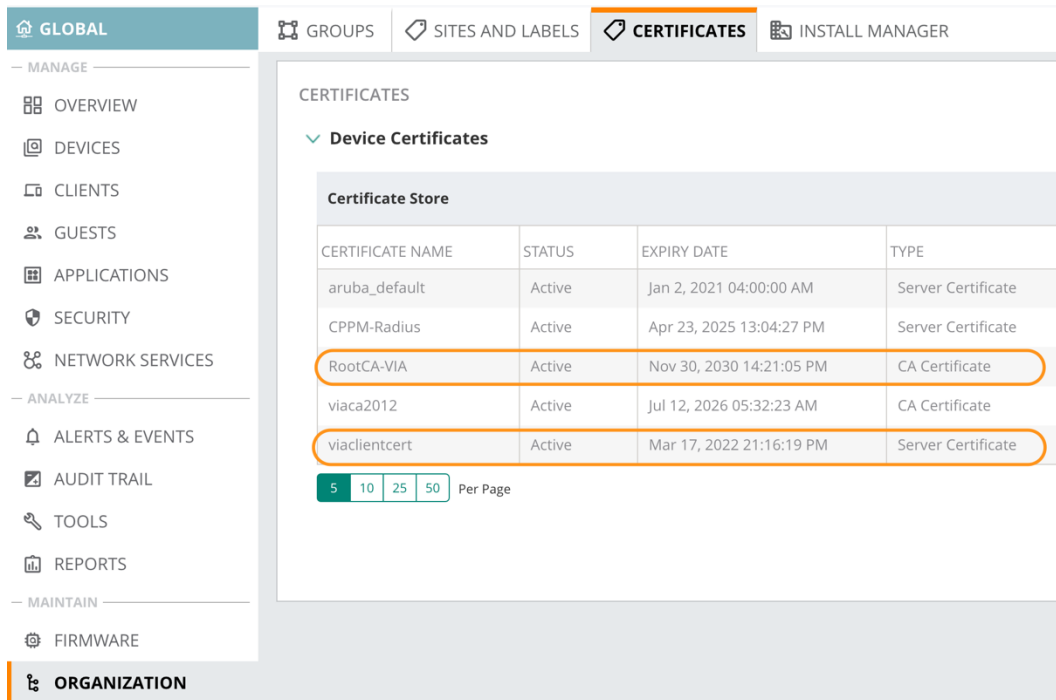 GLOBAL
GROUPS
SITES AND LABELS
CERTIFICATES
INSTALL MANAGER
MANAGE
OVERVIEW
DEVICES
CLIENTS
GUESTS
APPLICATIONS
SECURITY
NETWORK SERVICES
ANALYZE
ALERTS & EVENTS
AUDIT TRAIL
TOOLS
REPORTS
MAINTAIN
FIRMWARE
ORGANIZATION
CERTIFICATES
Device Certificates
Certificate Store
CERTIFICATE NAME STATUS EXPIRY DATE TYPE
aruba_default Active Jan 2, 2021 04:00:00 AM Server Certificate
CPPM-Radius Active Apr 23, 2025 13:04:27 PM Server Certificate
RootCA-VIA Active Nov 30, 2030 14:21:05 PM CA Certificate
viaca2012 Active Jul 12, 2026 05:32:23 AM CA Certificate
viaclientcert Active Mar 17, 2022 21:16:19 PM Server Certificate
5 10 25 50 Per Page